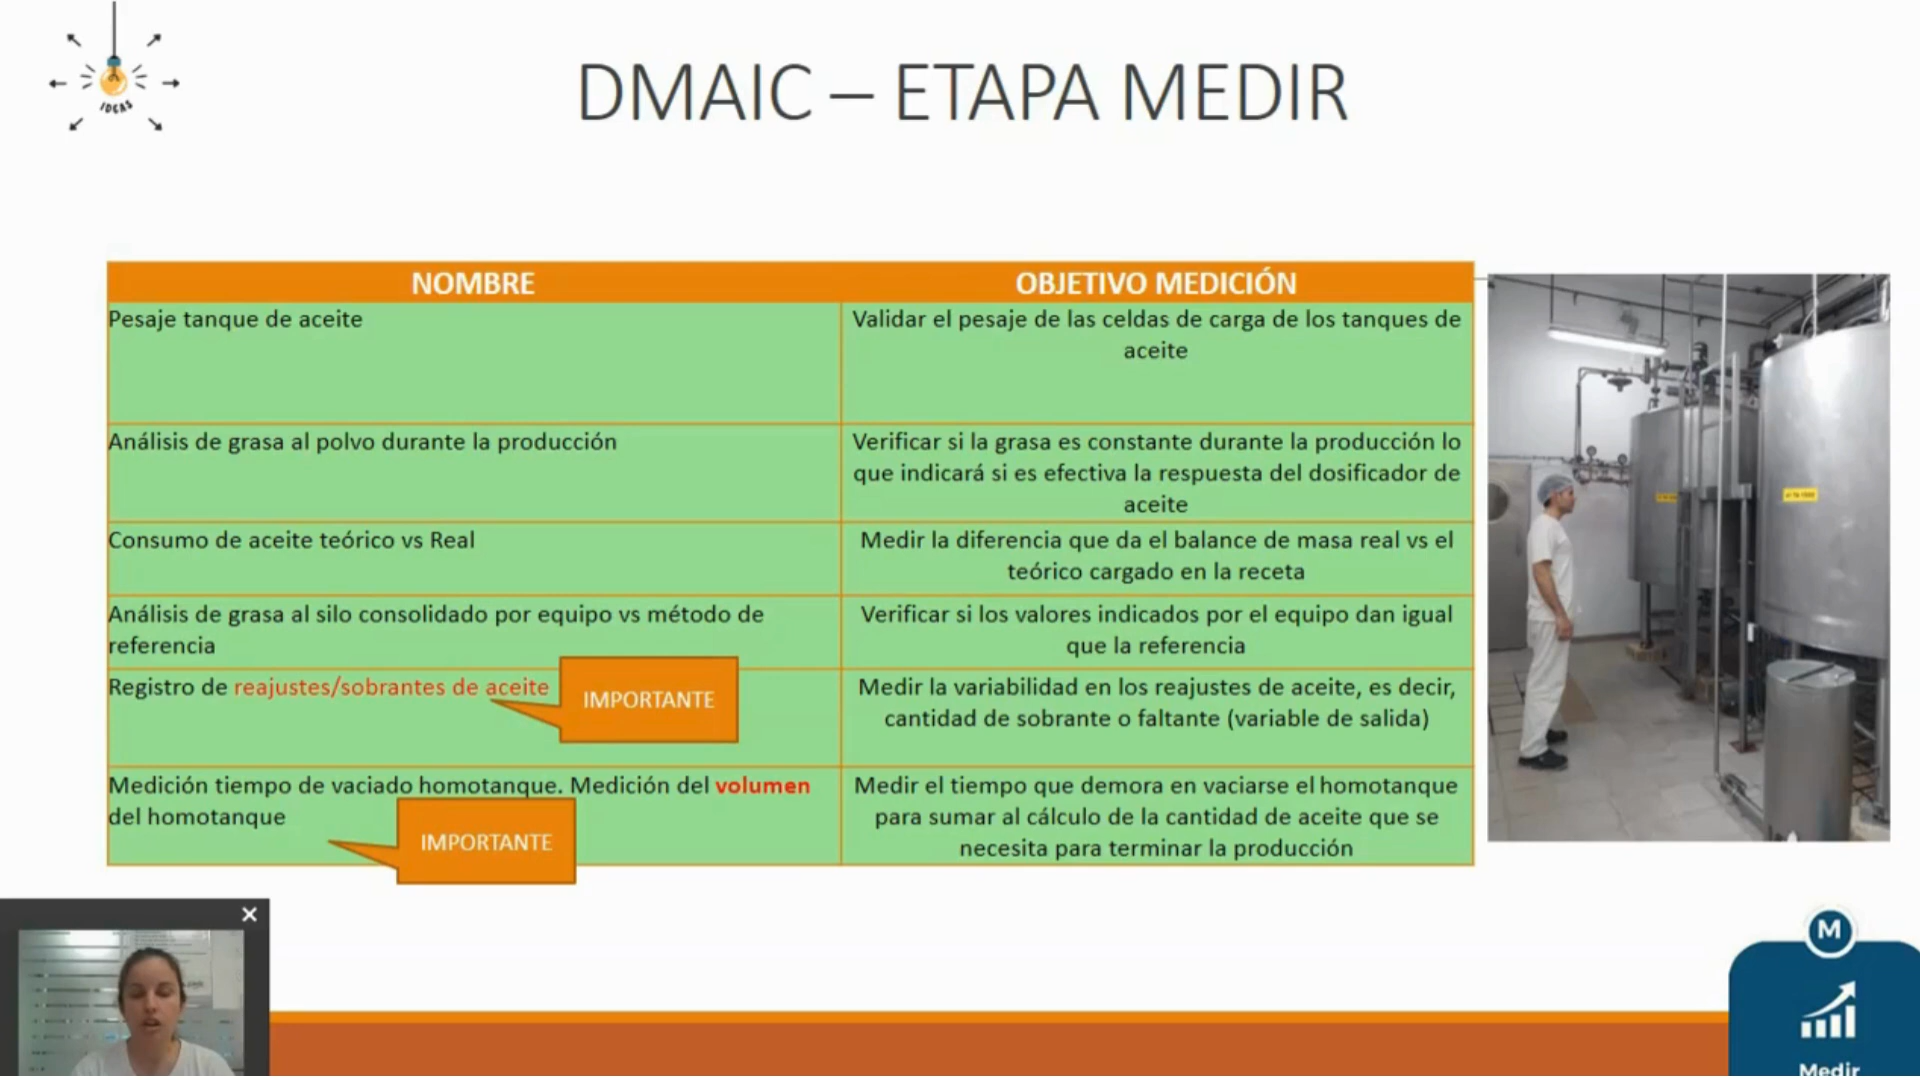 IDEAS
DMAIC – ETAPA MEDIR
NOMBRE
OBJETIVO MEDICIÓN
Pesaje tanque de aceite
Validar el pesaje de las celdas de carga de los tanques de
aceite
Análisis de grasa al polvo durante la producción
Verificar si la grasa es constante durante la producción lo
que indicará si es efectiva la respuesta del dosificador de
aceite
Consumo de aceite teórico vs Real
Medir la diferencia que da el balance de masa real vs el
teórico cargado en la receta
Análisis de grasa al silo consolidado por equipo vs método de
referencia
Verificar si los valores indicados por el equipo dan igual
que la referencia
Registro de reajustes/sobrantes de aceite
IMPORTANTE
Medir la variabilidad en los reajustes de aceite, es decir,
cantidad de sobrante o faltante (variable de salida)
Medición tiempo de vaciado homotanque. Medición del volumen
del homotanque
IMPORTANTE
Medir el tiempo que demora en vaciarse el homotanque
para sumar al cálculo de la cantidad de aceite que se
necesita para terminar la producción
M
Medir